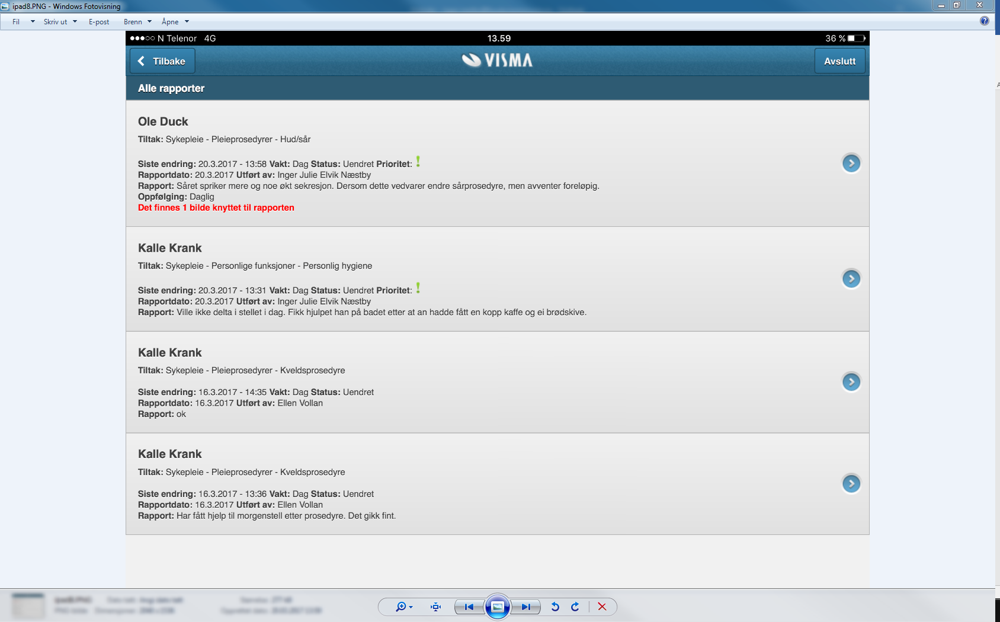 ipad8.PNG - Windows Fotovisning
Fil Skriv ut E-post Brenn Åpne
N Telenor 4G 13.59 36 %
Tilbake VISMA Avslutt
Alle rapporter
Ole Duck
Tiltak: Sykepleie - Pleieprosedyrer - Hud/sår
Siste endring: 20.3.2017 - 13:58 Vakt: Dag Status: Uendret Prioritet: !
Rapportdato: 20.3.2017 Utført av: Inger Julie Elvik Næstby
Rapport: Såret spriker mere og noe økt sekresjon. Dersom dette vedvarer endre sårprosedyre, men avventer foreløpig.
Oppfølging: Daglig
Det finnes 1 bilde knyttet til rapporten
Kalle Krank
Tiltak: Sykepleie - Personlige funksjoner - Personlig hygiene
Siste endring: 20.3.2017 - 13:31 Vakt: Dag Status: Uendret Prioritet: !
Rapportdato: 20.3.2017 Utført av: Inger Julie Elvik Næstby
Rapport: Ville ikke delta i stellet i dag. Fikk hjulpet han på badet etter at an hadde fått en kopp kaffe og ei brødskive.
Kalle Krank
Tiltak: Sykepleie - Pleieprosedyrer - Kveldsprosedyre
Siste endring: 16.3.2017 - 14:35 Vakt: Dag Status: Uendret
Rapportdato: 16.3.2017 Utført av: Ellen Vollan
Rapport: ok
Kalle Krank
Tiltak: Sykepleie - Pleieprosedyrer - Kveldsprosedyre
Siste endring: 16.3.2017 - 13:36 Vakt: Dag Status: Uendret
Rapportdato: 16.3.2017 Utført av: Ellen Vollan
Rapport: Har fått hjelp til morgenstell etter prosedyre. Det gikk fint.